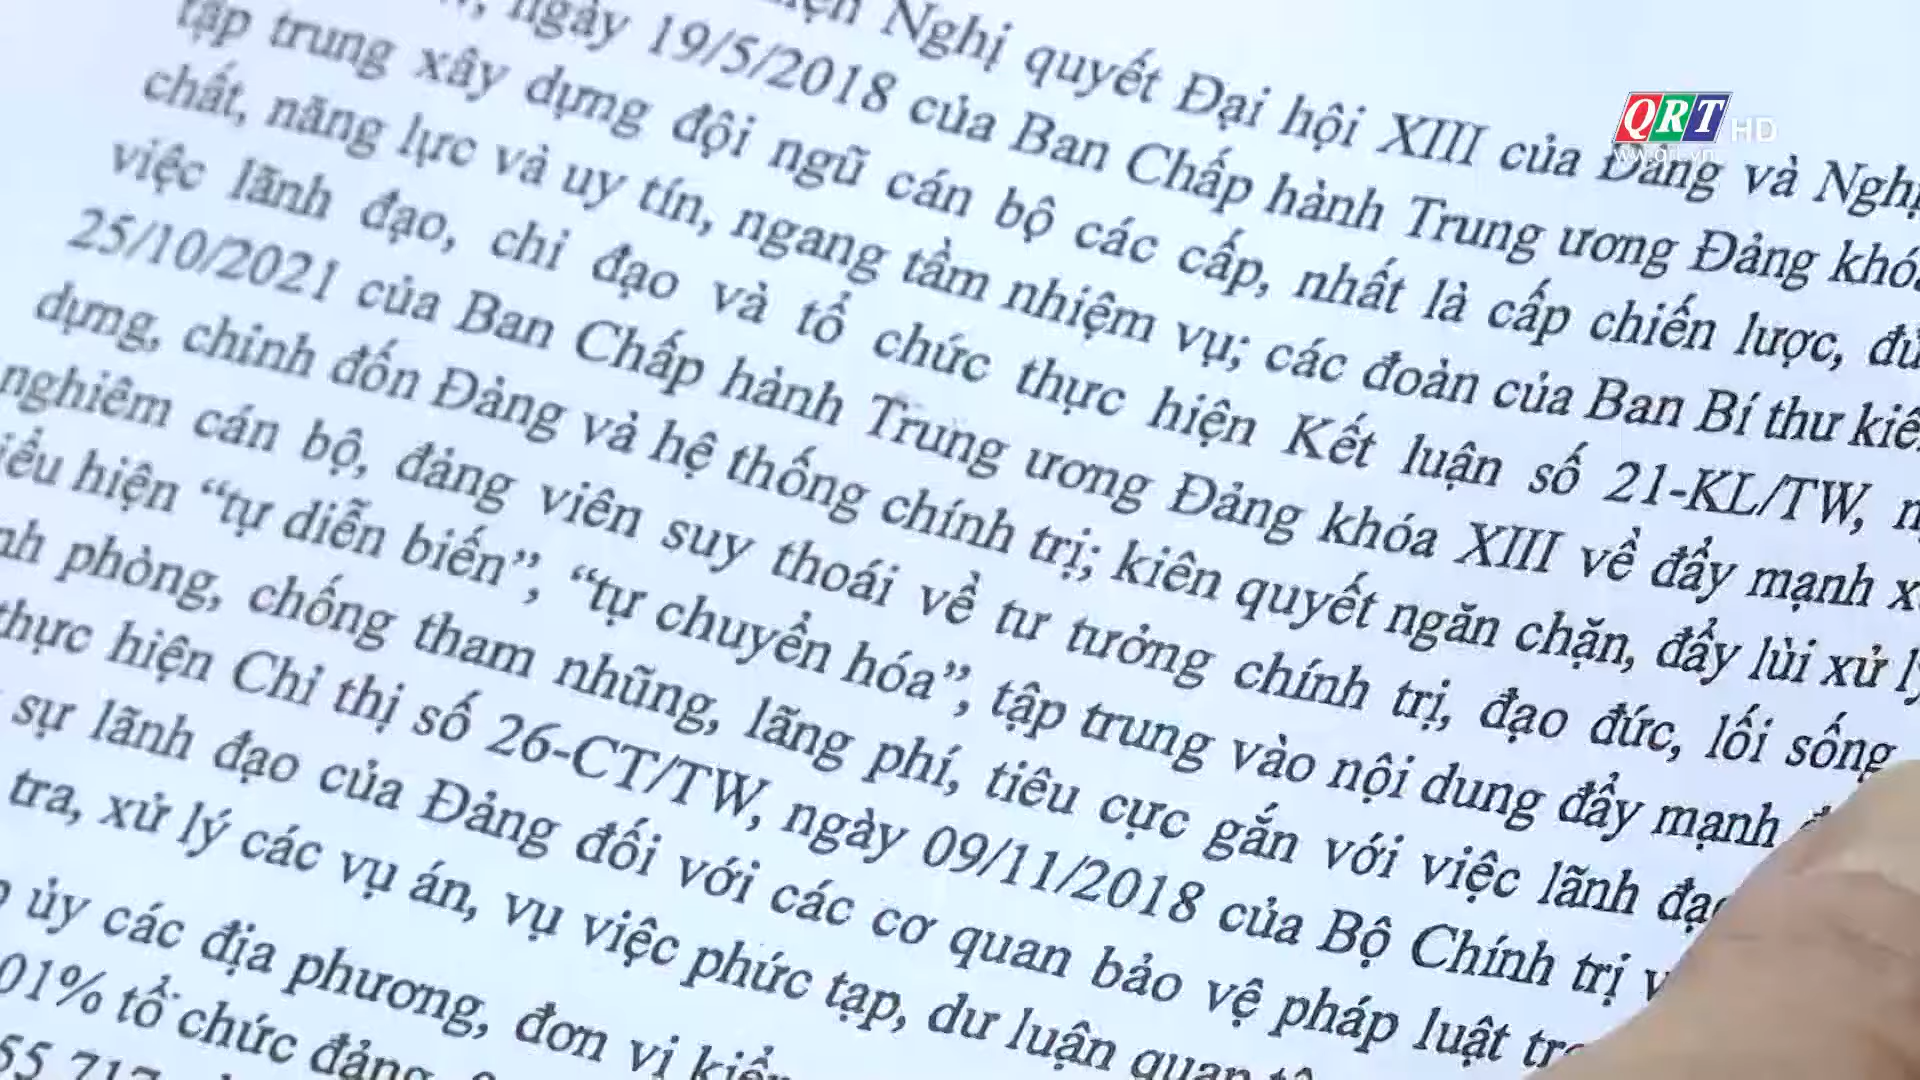 Nghị quyết Đại hội XIII của Đảng và Nghị
ngày 19/5/2018 của Ban Chấp hành Trung ương Đảng khóa
tập trung xây dựng đội ngũ cán bộ các cấp, nhất là cấp chiến lược, đủ
chất, năng lực và uy tín, ngang tầm nhiệm vụ; các đoàn của Ban Bí thư
việc lãnh đạo, chỉ đạo và tổ chức thực hiện Kết luận số 21-KL/TW,
25/10/2021 của Ban Chấp hành Trung ương Đảng khóa XIII về đẩy mạnh
dựng, chỉnh đốn Đảng và hệ thống chính trị; kiên quyết ngăn chặn, đẩy lùi xử lý
nghiêm cán bộ, đảng viên suy thoái về tư tưởng chính trị, đạo đức, lối sống
hiện “tự diễn biến”, “tự chuyển hóa”, tập trung vào nội dung đẩy mạnh
phòng, chống tham nhũng, lãng phí, tiêu cực gắn với việc lãnh đạo
thực hiện Chỉ thị số 26-CT/TW, ngày 09/11/2018 của Bộ Chính trị
sự lãnh đạo của Đảng đối với các cơ quan bảo vệ pháp luật
tra, xử lý các vụ án, vụ việc phức tạp, dư luận quan
ủy các địa phương, đơn vị
01% tổ chức đảng
QRT HD